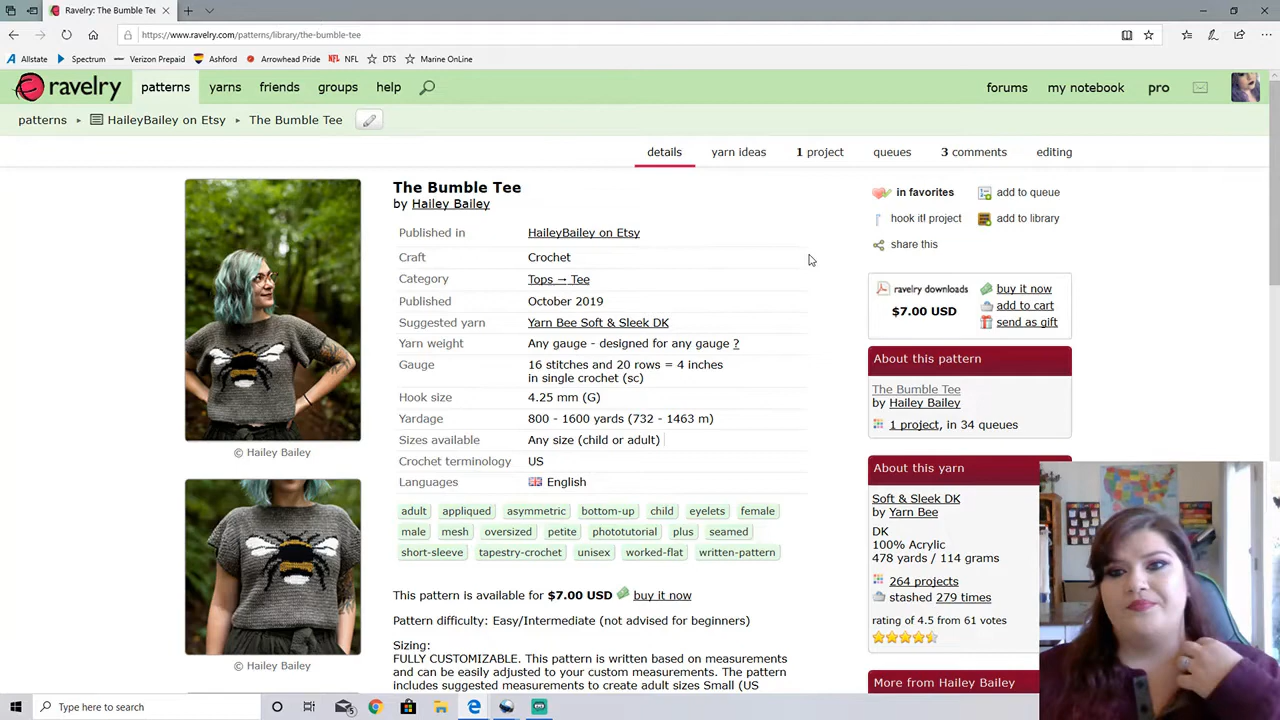 Ravelry: The Bumble Tee
https://www.ravelry.com/patterns/library/the-bumble-tee
Allstate Spectrum Verizon Prepaid Ashford Arrowhead Pride NFL NFL DTS Marine OnLine
ravelry patterns yarns friends groups help forums my notebook pro
patterns ▸ HaileyBailey on Etsy ▸ The Bumble Tee
details yarn ideas 1 project queues 3 comments editing
The Bumble Tee
by Hailey Bailey
Published in HaileyBailey on Etsy
Craft Crochet
Category Tops → Tee
Published October 2019
Suggested yarn Yarn Bee Soft & Sleek DK
Yarn weight Any gauge - designed for any gauge ?
Gauge 16 stitches and 20 rows = 4 inches
in single crochet (sc)
Hook size 4.25 mm (G)
Yardage 800 - 1600 yards (732 - 1463 m)
Sizes available Any size (child or adult)
Crochet terminology US
Languages English
adult appliqued asymmetric bottom-up child eyelets female
male mesh oversized petite phototutorial plus seamed
short-sleeve tapestry-crochet unisex worked-flat written-pattern
This pattern is available for $7.00 USD buy it now
Pattern difficulty: Easy/Intermediate (not advised for beginners)
Sizing:
FULLY CUSTOMIZABLE. This pattern is written based on measurements
and can be easily adjusted to your custom measurements. The pattern
includes suggested measurements to create adult sizes Small (US
© Hailey Bailey
© Hailey Bailey
in favorites add to queue
hook it! project add to library
share this
ravelry downloads
$7.00 USD
buy it now
add to cart
send as gift
About this pattern
The Bumble Tee
by Hailey Bailey
1 project, in 34 queues
About this yarn
Soft & Sleek DK
by Yarn Bee
DK
100% Acrylic
478 yards / 114 grams
264 projects
stashed 279 times
rating of 4.5 from 61 votes
More from Hailey Bailey
Type here to search
5